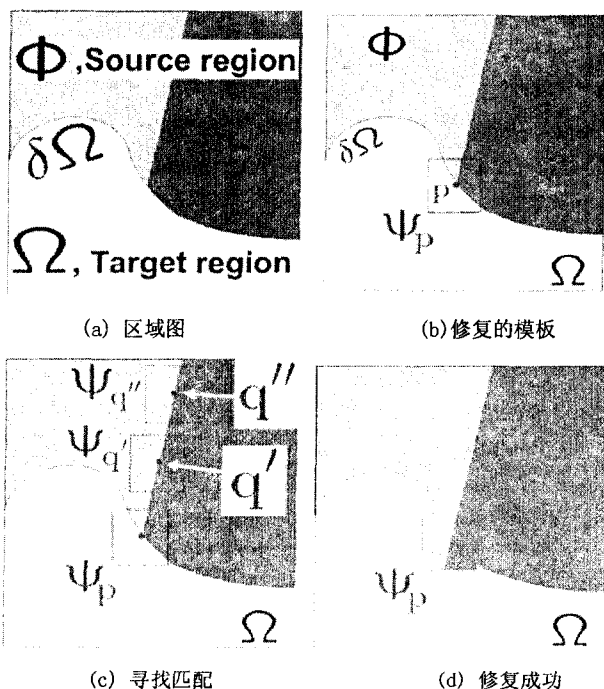 Φ ,Source region
δΩ
Ω, Target region
(a) 区域图
Φ
δΩ
p
Ψp
Ω
(b)修复的模板
Ψq''
q''
Ψq'
q'
Ψp
Ω
(c) 寻找匹配
Ψp
Ω
(d) 修复成功